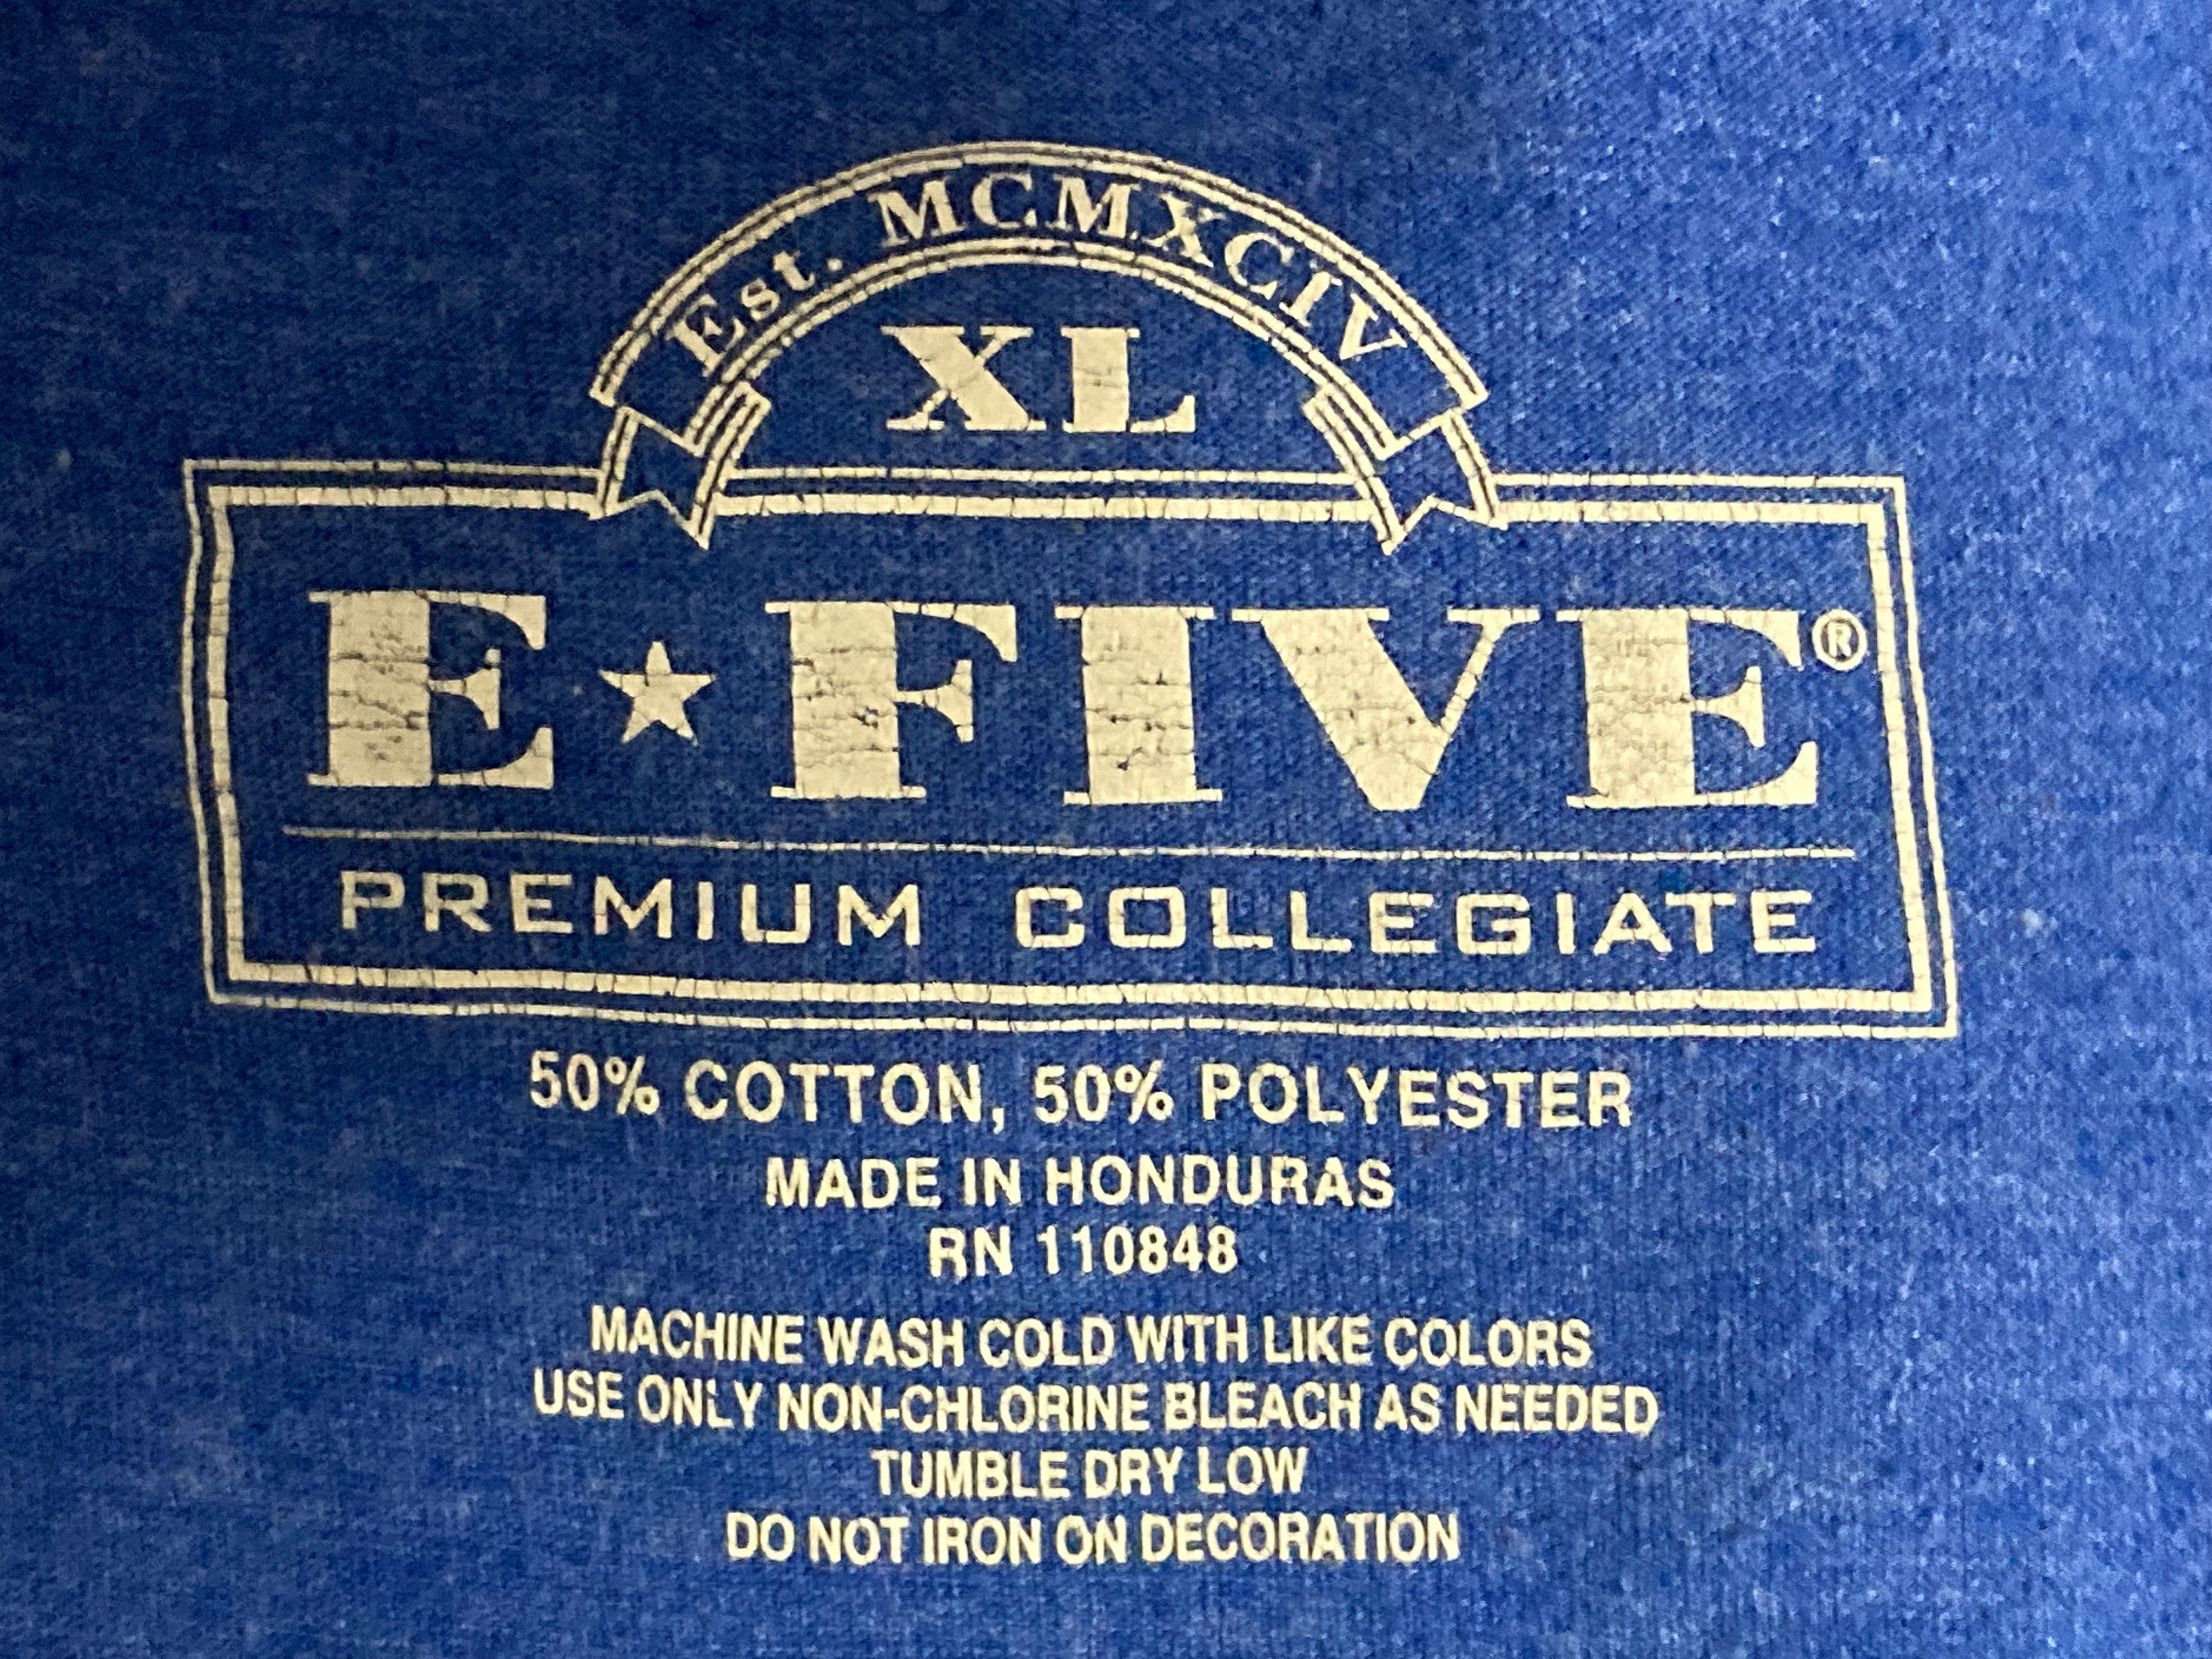 Est. MCMXCIV
XL
E★FIVE®
PREMIUM COLLEGIATE
50% COTTON, 50% POLYESTER
MADE IN HONDURAS
RN 110848
MACHINE WASH COLD WITH LIKE COLORS
USE ONLY NON-CHLORINE BLEACH AS NEEDED
TUMBLE DRY LOW
DO NOT IRON ON DECORATION